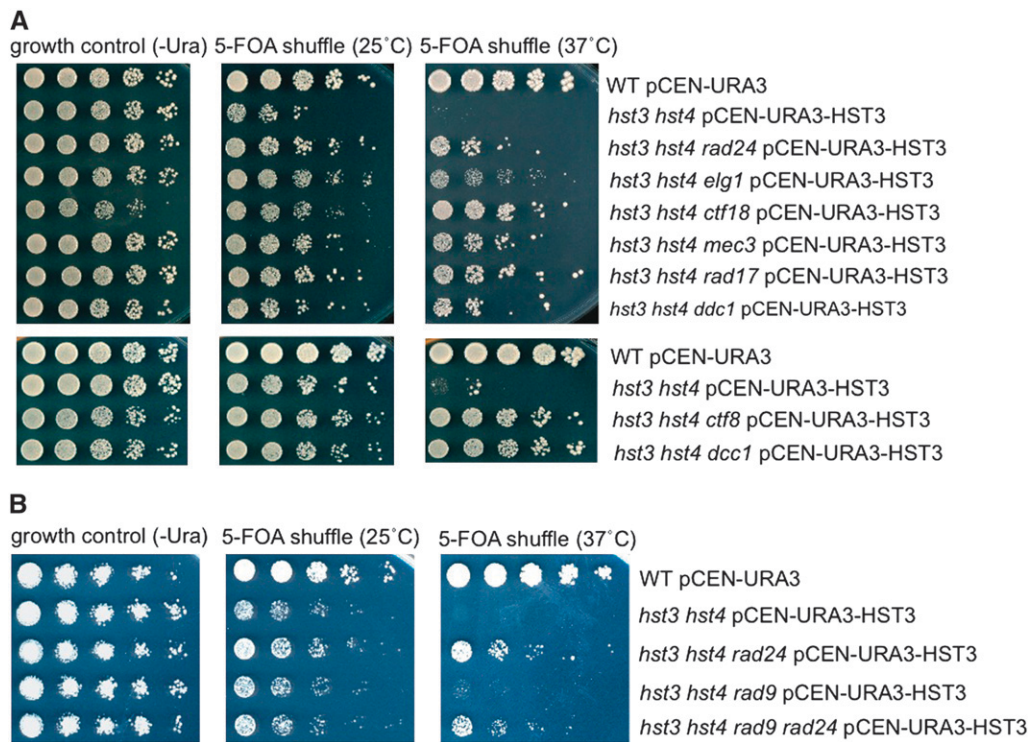 A
growth control (-Ura) 5-FOA shuffle (25˚C) 5-FOA shuffle (37˚C)
WT pCEN-URA3
hst3 hst4 pCEN-URA3-HST3
hst3 hst4 rad24 pCEN-URA3-HST3
hst3 hst4 elg1 pCEN-URA3-HST3
hst3 hst4 ctf18 pCEN-URA3-HST3
hst3 hst4 mec3 pCEN-URA3-HST3
hst3 hst4 rad17 pCEN-URA3-HST3
hst3 hst4 ddc1 pCEN-URA3-HST3
WT pCEN-URA3
hst3 hst4 pCEN-URA3-HST3
hst3 hst4 ctf8 pCEN-URA3-HST3
hst3 hst4 dcc1 pCEN-URA3-HST3
B
growth control (-Ura) 5-FOA shuffle (25˚C) 5-FOA shuffle (37˚C)
WT pCEN-URA3
hst3 hst4 pCEN-URA3-HST3
hst3 hst4 rad24 pCEN-URA3-HST3
hst3 hst4 rad9 pCEN-URA3-HST3
hst3 hst4 rad9 rad24 pCEN-URA3-HST3